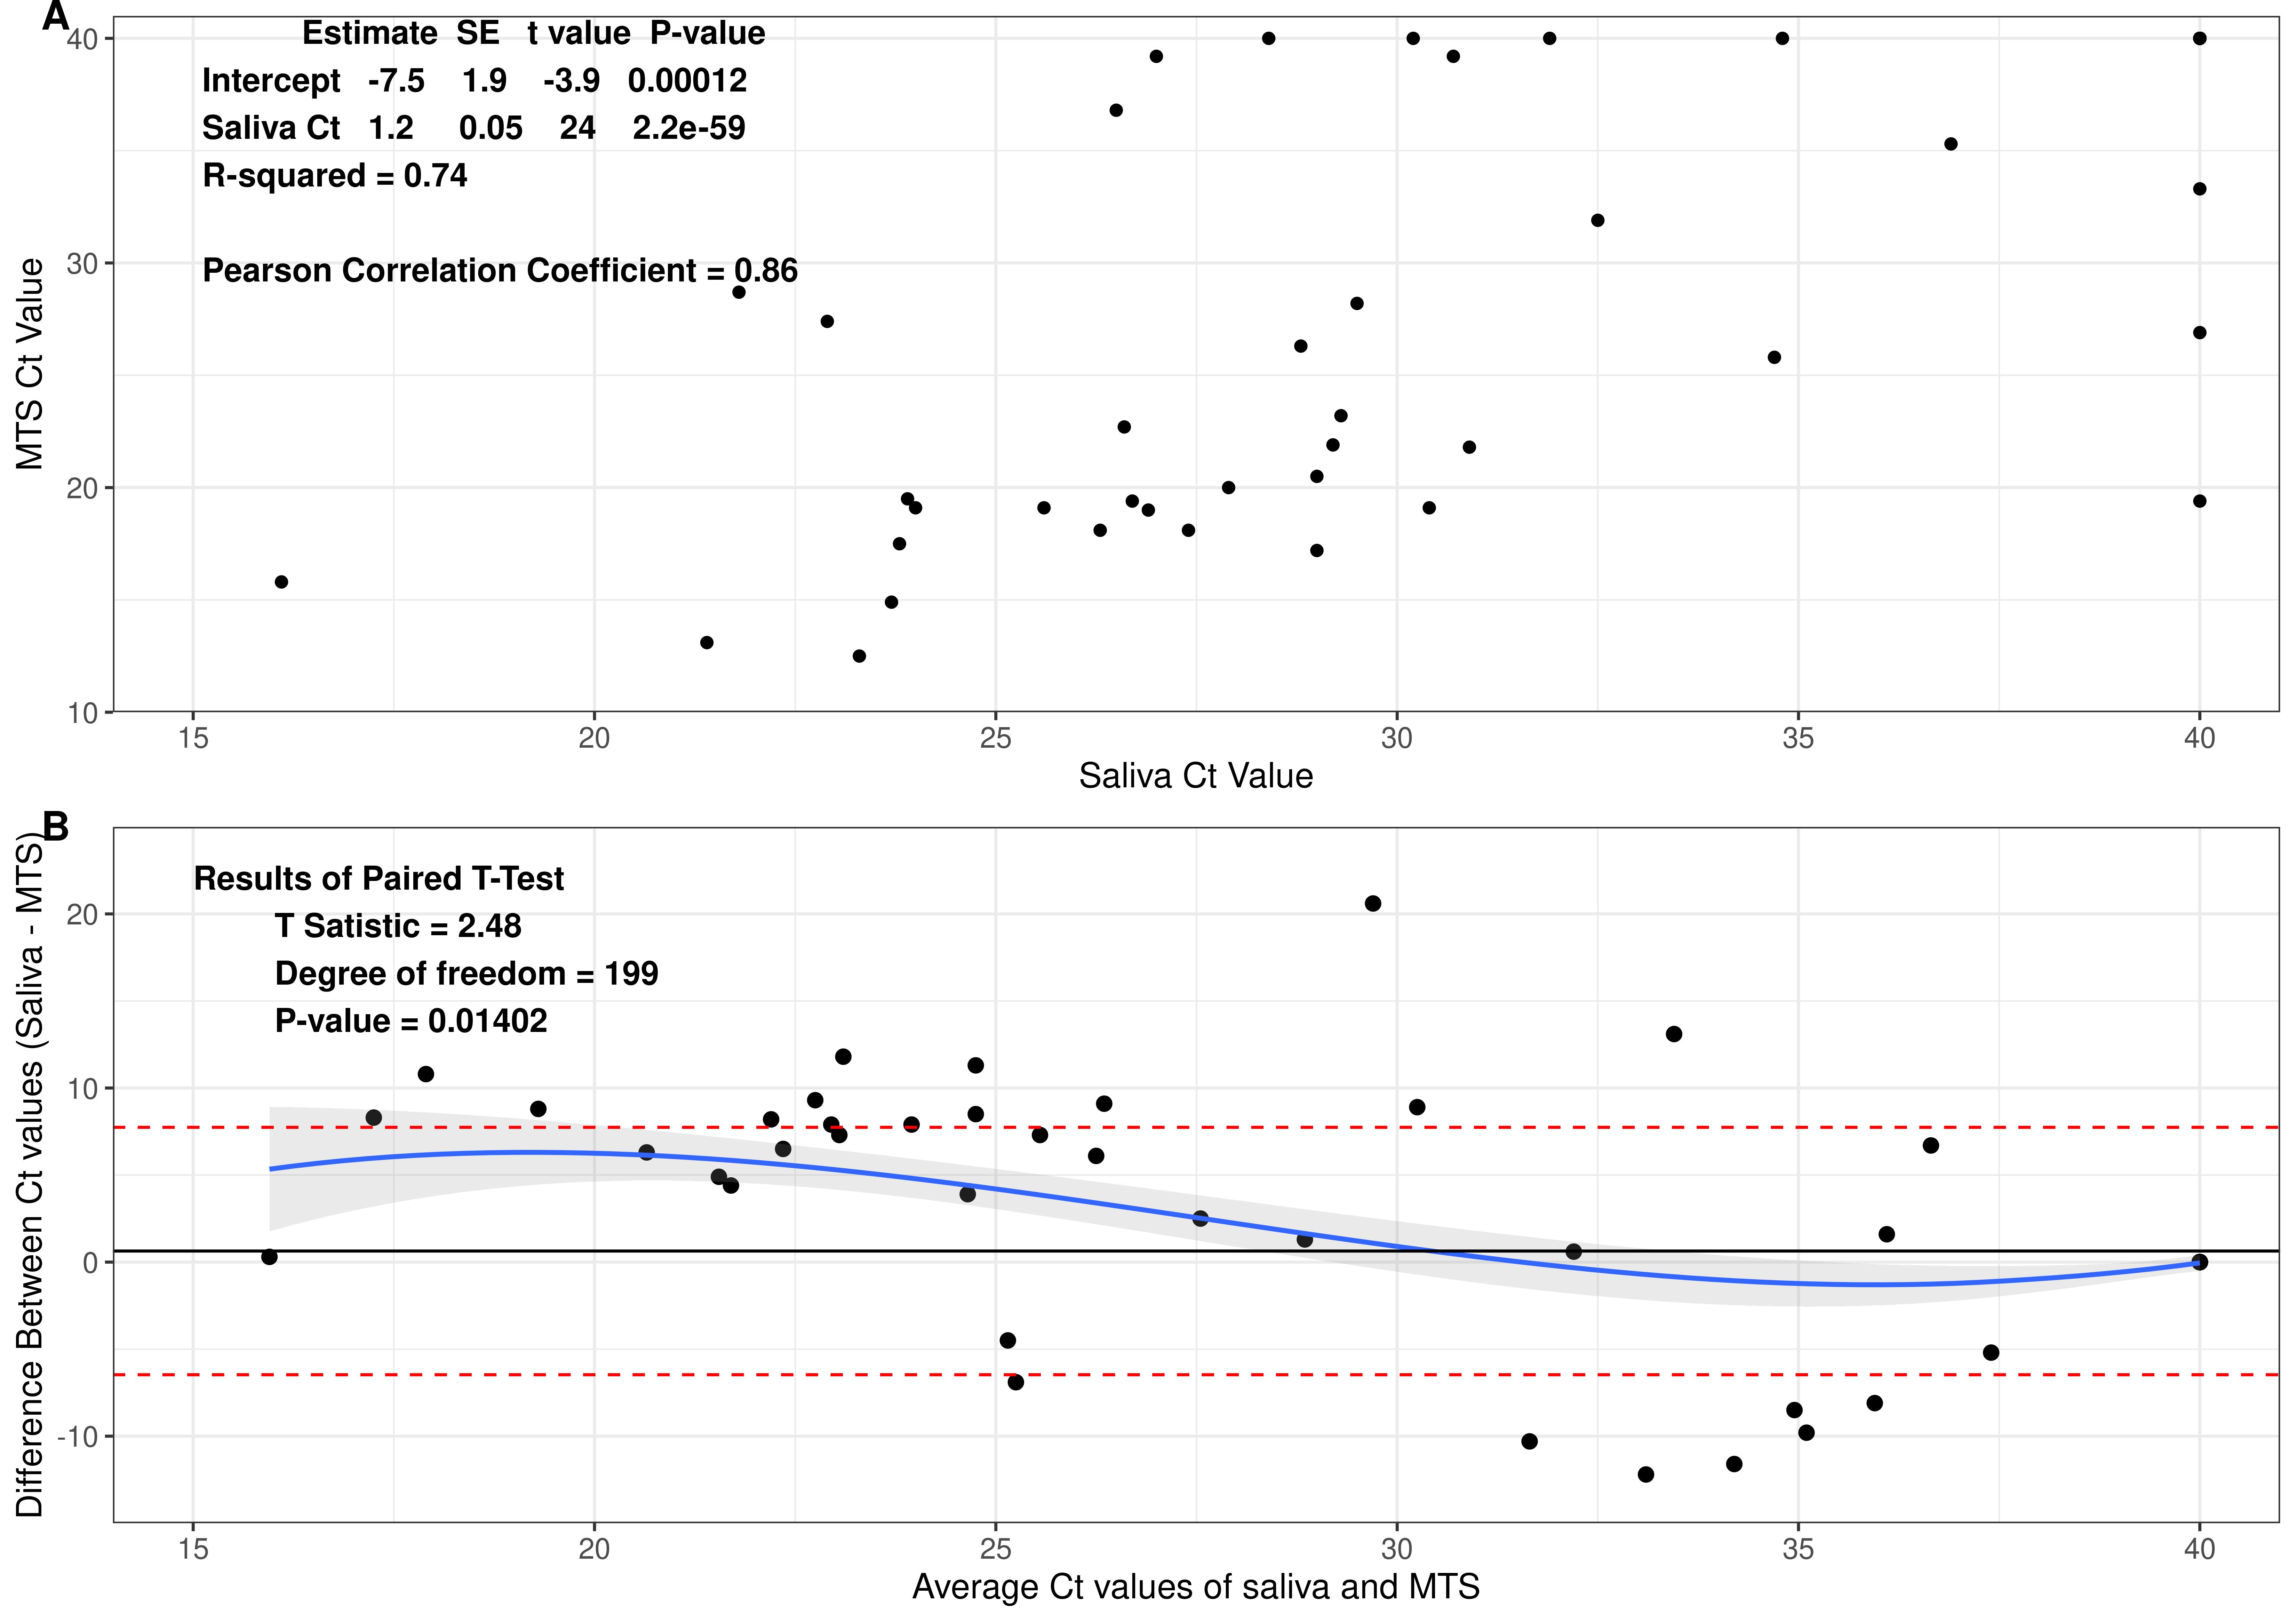 A
Estimate SE t value P-value
Intercept -7.5 1.9 -3.9 0.00012
Saliva Ct 1.2 0.05 24 2.2e-59
R-squared = 0.74
Pearson Correlation Coefficient = 0.86
MTS Ct Value
40
30
20
10
15 20 25 30 35 40
Saliva Ct Value
B
Results of Paired T-Test
T Satistic = 2.48
Degree of freedom = 199
P-value = 0.01402
Difference Between Ct values (Saliva - MTS)
20
10
0
-10
15 20 25 30 35 40
Average Ct values of saliva and MTS